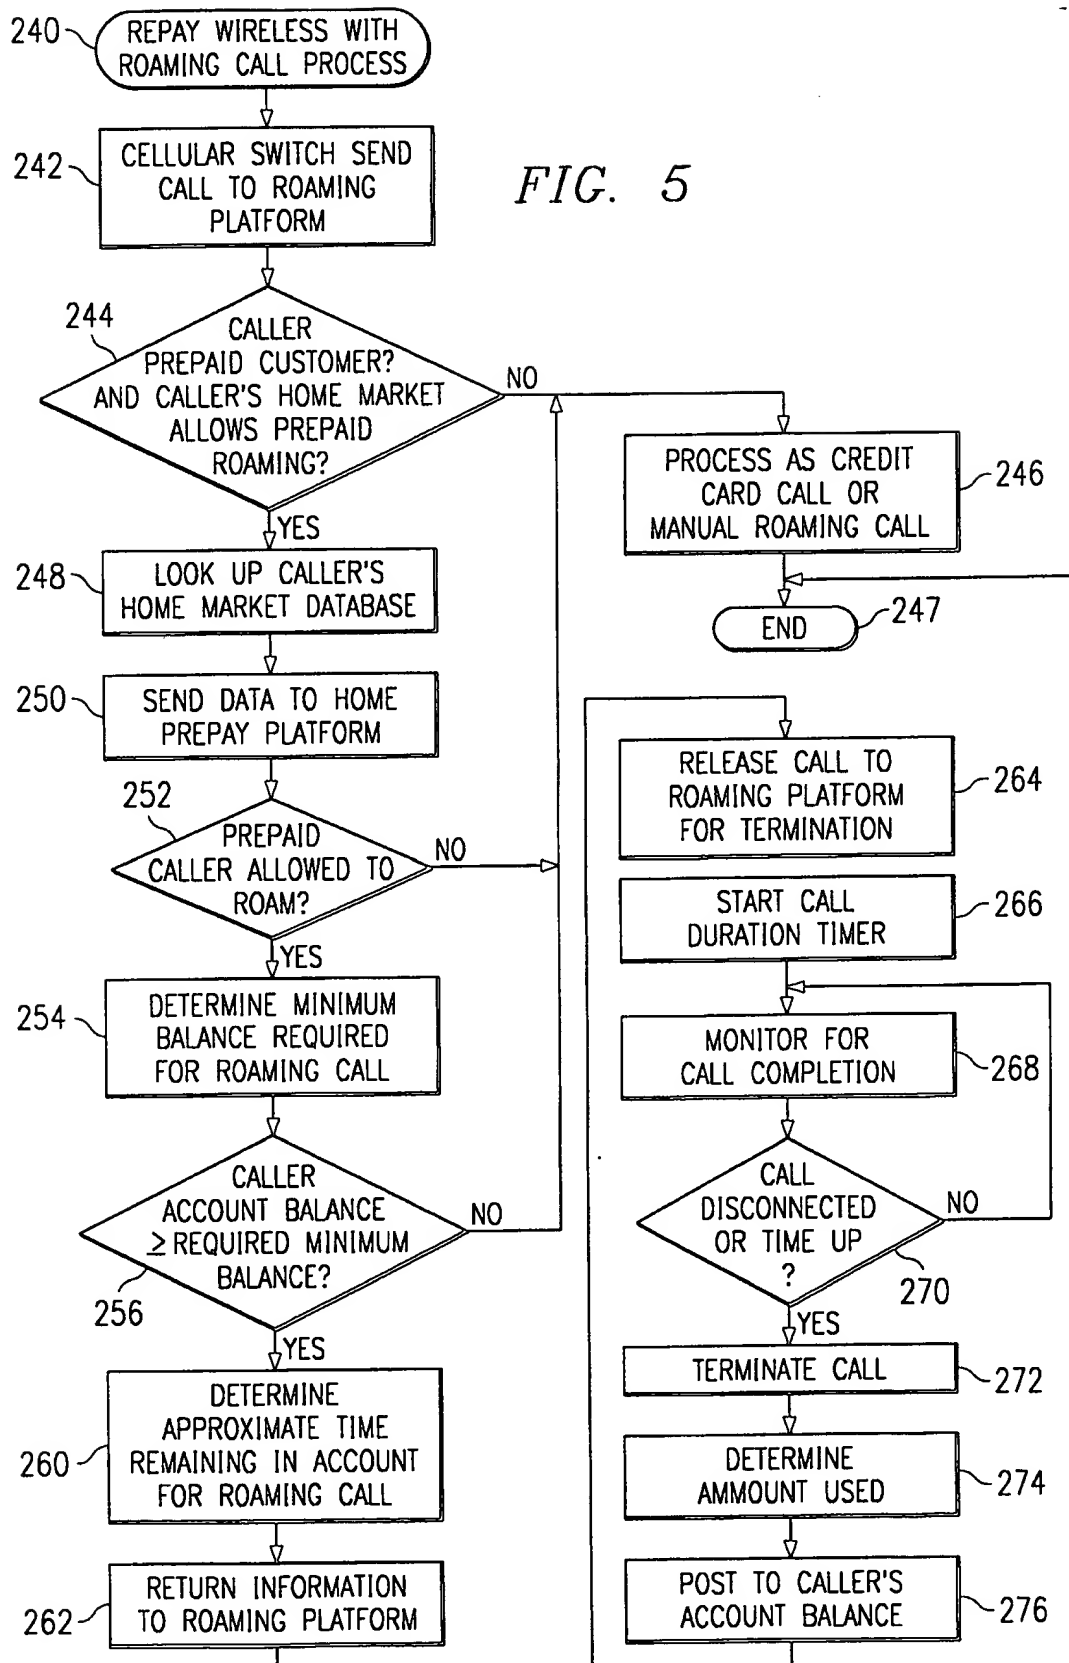 240
REPAY WIRELESS WITH
ROAMING CALL PROCESS
242
CELLULAR SWITCH SEND
CALL TO ROAMING
PLATFORM
FIG. 5
244
CALLER
PREPAID CUSTOMER?
AND CALLER'S HOME MARKET
ALLOWS PREPAID
ROAMING?
NO
YES
PROCESS AS CREDIT
CARD CALL OR
MANUAL ROAMING CALL
246
END
247
248
LOOK UP CALLER'S
HOME MARKET DATABASE
250
SEND DATA TO HOME
PREPAY PLATFORM
252
PREPAID
CALLER ALLOWED TO
ROAM?
NO
YES
254
DETERMINE MINIMUM
BALANCE REQUIRED
FOR ROAMING CALL
CALLER
ACCOUNT BALANCE
≥ REQUIRED MINIMUM
BALANCE?
256
NO
YES
260
DETERMINE
APPROXIMATE TIME
REMAINING IN ACCOUNT
FOR ROAMING CALL
262
RETURN INFORMATION
TO ROAMING PLATFORM
RELEASE CALL TO
ROAMING PLATFORM
FOR TERMINATION
264
START CALL
DURATION TIMER
266
MONITOR FOR
CALL COMPLETION
268
CALL
DISCONNECTED
OR TIME UP
?
NO
270
YES
TERMINATE CALL
272
DETERMINE
AMMOUNT USED
274
POST TO CALLER'S
ACCOUNT BALANCE
276